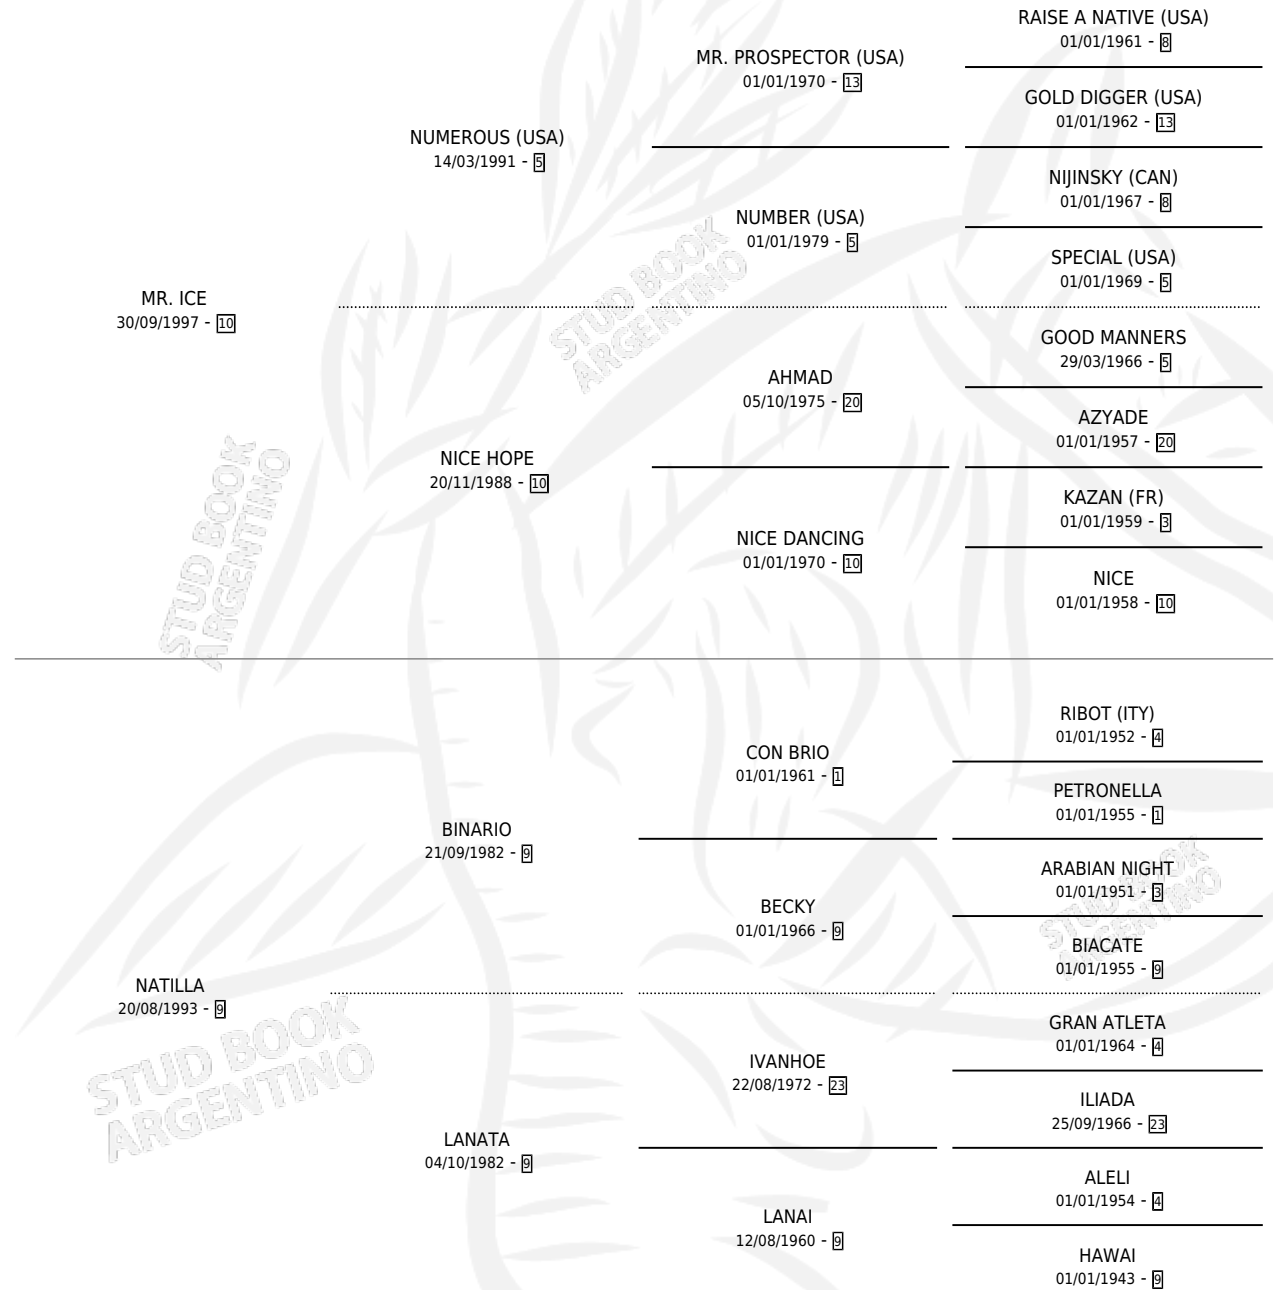 RAISE A NATIVE (USA)
01/01/1961 - 8
MR. PROSPECTOR (USA)
01/01/1970 - 13
GOLD DIGGER (USA)
01/01/1962 - 13
NUMEROUS (USA)
14/03/1991 - 5
NIJINSKY (CAN)
01/01/1967 - 8
NUMBER (USA)
01/01/1979 - 5
SPECIAL (USA)
01/01/1969 - 5
MR. ICE
30/09/1997 - 10
GOOD MANNERS
29/03/1966 - 5
AHMAD
05/10/1975 - 20
AZYADE
01/01/1957 - 20
NICE HOPE
20/11/1988 - 10
KAZAN (FR)
01/01/1959 - 3
NICE DANCING
01/01/1970 - 10
NICE
01/01/1958 - 10
RIBOT (ITY)
01/01/1952 - 4
CON BRIO
01/01/1961 - 1
PETRONELLA
01/01/1955 - 1
BINARIO
21/09/1982 - 9
ARABIAN NIGHT
01/01/1951 - 3
BECKY
01/01/1966 - 9
BIACATE
01/01/1955 - 9
NATILLA
20/08/1993 - 9
GRAN ATLETA
01/01/1964 - 4
IVANHOE
22/08/1972 - 23
ILIADA
25/09/1966 - 23
LANATA
04/10/1982 - 9
ALELI
01/01/1954 - 4
LANAI
12/08/1960 - 9
HAWAI
01/01/1943 - 9
STUD BOOK
ARGENTINO
STUD BOOK
ARGENTINO
STUD BOOK
ARGENTINO
STUD BOOK
ARGENTINO